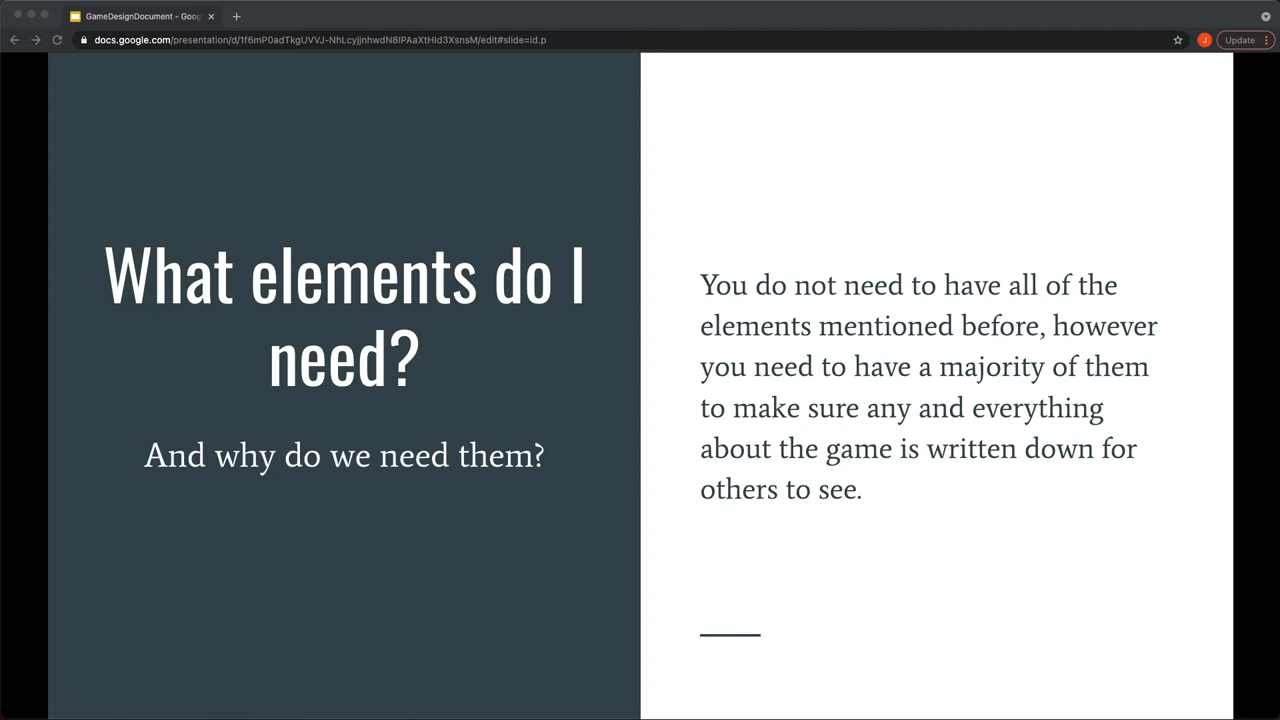 GameDesignDocument - Goog
docs.google.com/presentation/d/1f6mP0adTkgUVVJ-NhLcyjjnhwdN8IPAaXtHld3XsnsM/edit#slide=id.p
J
Update
What elements do I
need?
And why do we need them?
You do not need to have all of the
elements mentioned before, however
you need to have a majority of them
to make sure any and everything
about the game is written down for
others to see.